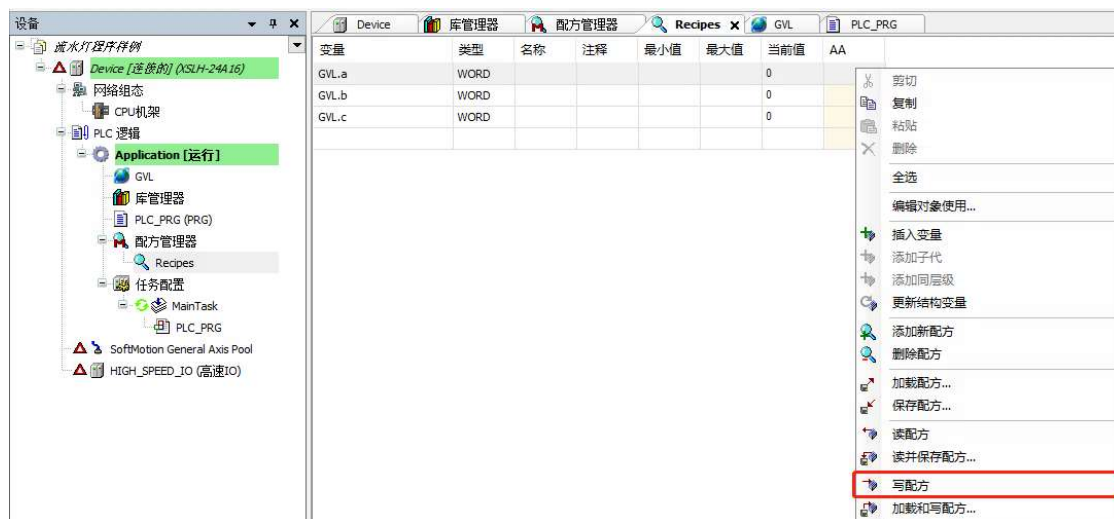 设备
流水灯程序样例
Device [连接的] (XSLH-24A16)
网络组态
CPU机架
PLC 逻辑
Application [运行]
GVL
库管理器
PLC_PRG (PRG)
配方管理器
Recipes
任务配置
MainTask
PLC_PRG
SoftMotion General Axis Pool
HIGH_SPEED_IO (高速IO)
Device 库管理器 配方管理器 Recipes GVL PLC_PRG
变量 类型 名称 注释 最小值 最大值 当前值 AA
GVL.a WORD 0
GVL.b WORD 0
GVL.c WORD 0
剪切
复制
粘贴
删除
全选
编辑对象使用...
插入变量
添加子代
添加同层级
更新结构变量
添加新配方
删除配方
加载配方...
保存配方...
读配方
读并保存配方...
写配方
加载和写配方...